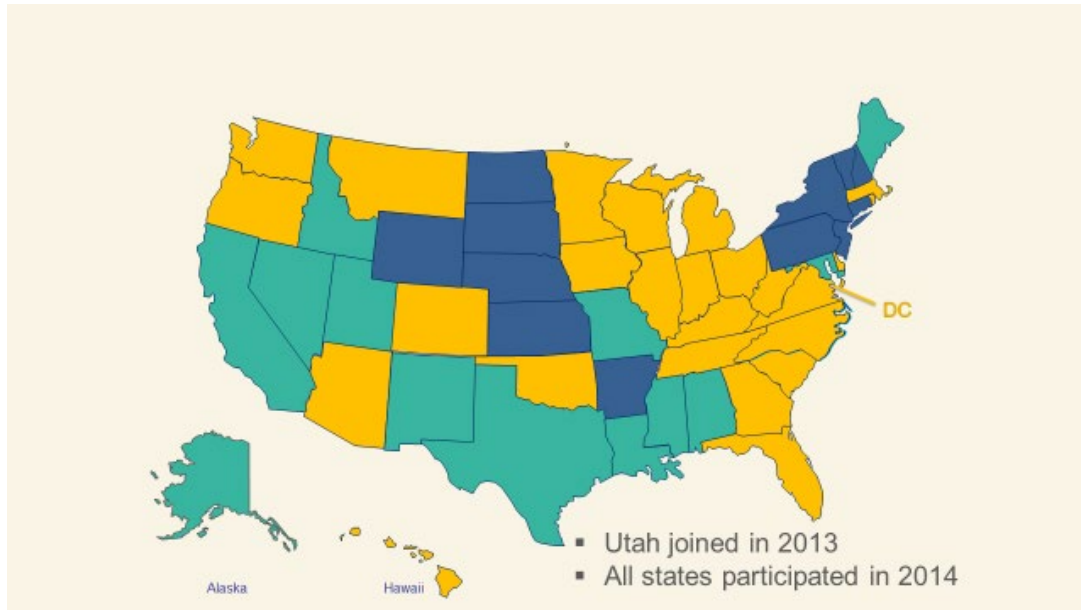 DC
▪ Utah joined in 2013
▪ All states participated in 2014
Alaska
Hawaii